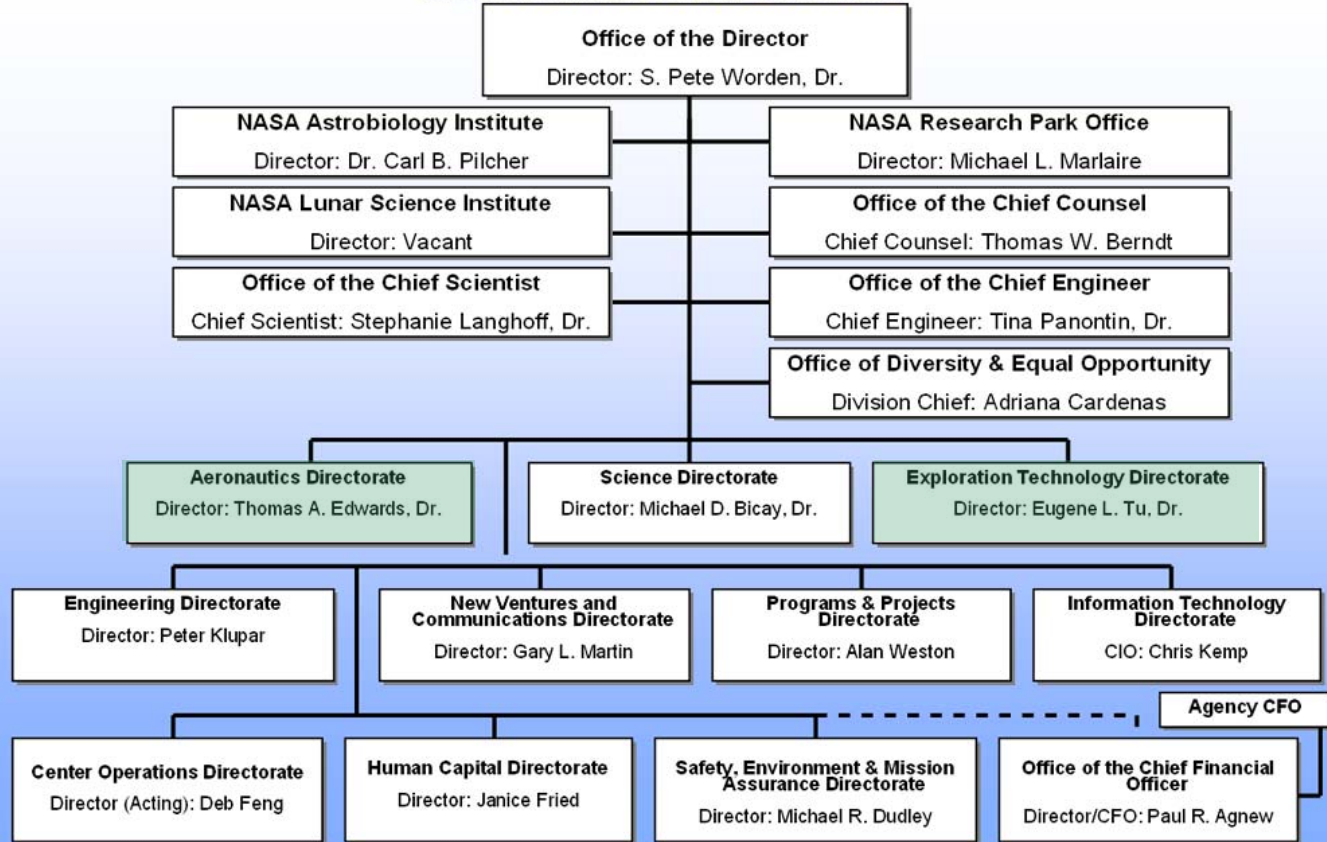 Office of the Director
Director: S. Pete Worden, Dr.
NASA Astrobiology Institute
Director: Dr. Carl B. Pilcher
NASA Research Park Office
Director: Michael L. Marlaire
NASA Lunar Science Institute
Director: Vacant
Office of the Chief Counsel
Chief Counsel: Thomas W. Berndt
Office of the Chief Scientist
Chief Scientist: Stephanie Langhoff, Dr.
Office of the Chief Engineer
Chief Engineer: Tina Panontin, Dr.
Office of Diversity & Equal Opportunity
Division Chief: Adriana Cardenas
Aeronautics Directorate
Director: Thomas A. Edwards, Dr.
Science Directorate
Director: Michael D. Bicay, Dr.
Exploration Technology Directorate
Director: Eugene L. Tu, Dr.
Engineering Directorate
Director: Peter Klupar
New Ventures and
Communications Directorate
Director: Gary L. Martin
Programs & Projects
Directorate
Director: Alan Weston
Information Technology
Directorate
CIO: Chris Kemp
Agency CFO
Center Operations Directorate
Director (Acting): Deb Feng
Human Capital Directorate
Director: Janice Fried
Safety, Environment & Mission
Assurance Directorate
Director: Michael R. Dudley
Office of the Chief Financial
Officer
Director/CFO: Paul R. Agnew